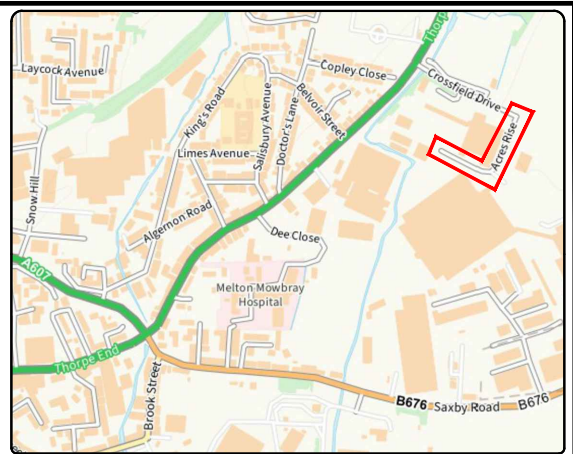 Thorpe
Laycock Avenue
Copley Close
Crossfield Drive
King's Road
Belvoir Street
Salisbury Avenue
Doctor's Lane
Acres Rise
Limes Avenue
Snow Hill
Algernon Road
Dee Close
A607
Melton Mowbray
Hospital
Thorpe End
Brook Street
B676
Saxby Road
B676